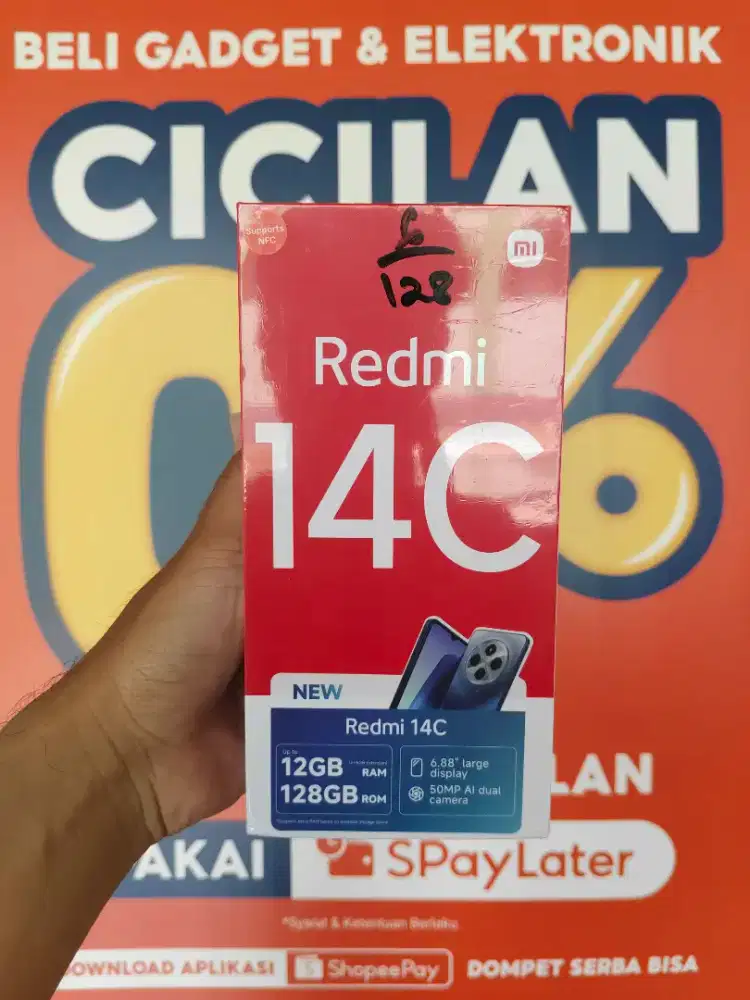 BELI GADGET & ELEKTRONIK
CICILAN
0%
Supports
NFC
6
128
mi
Redmi
14C
NEW
Redmi 14C
Up to
12GB RAM
128GB ROM
6.88" large
display
50MP AI dual
camera
LAN
AKAI SPayLater
*Syarat & Ketentuan Berlaku
DOWNLOAD APLIKASI ShopeePay DOMPET SERBA BISA